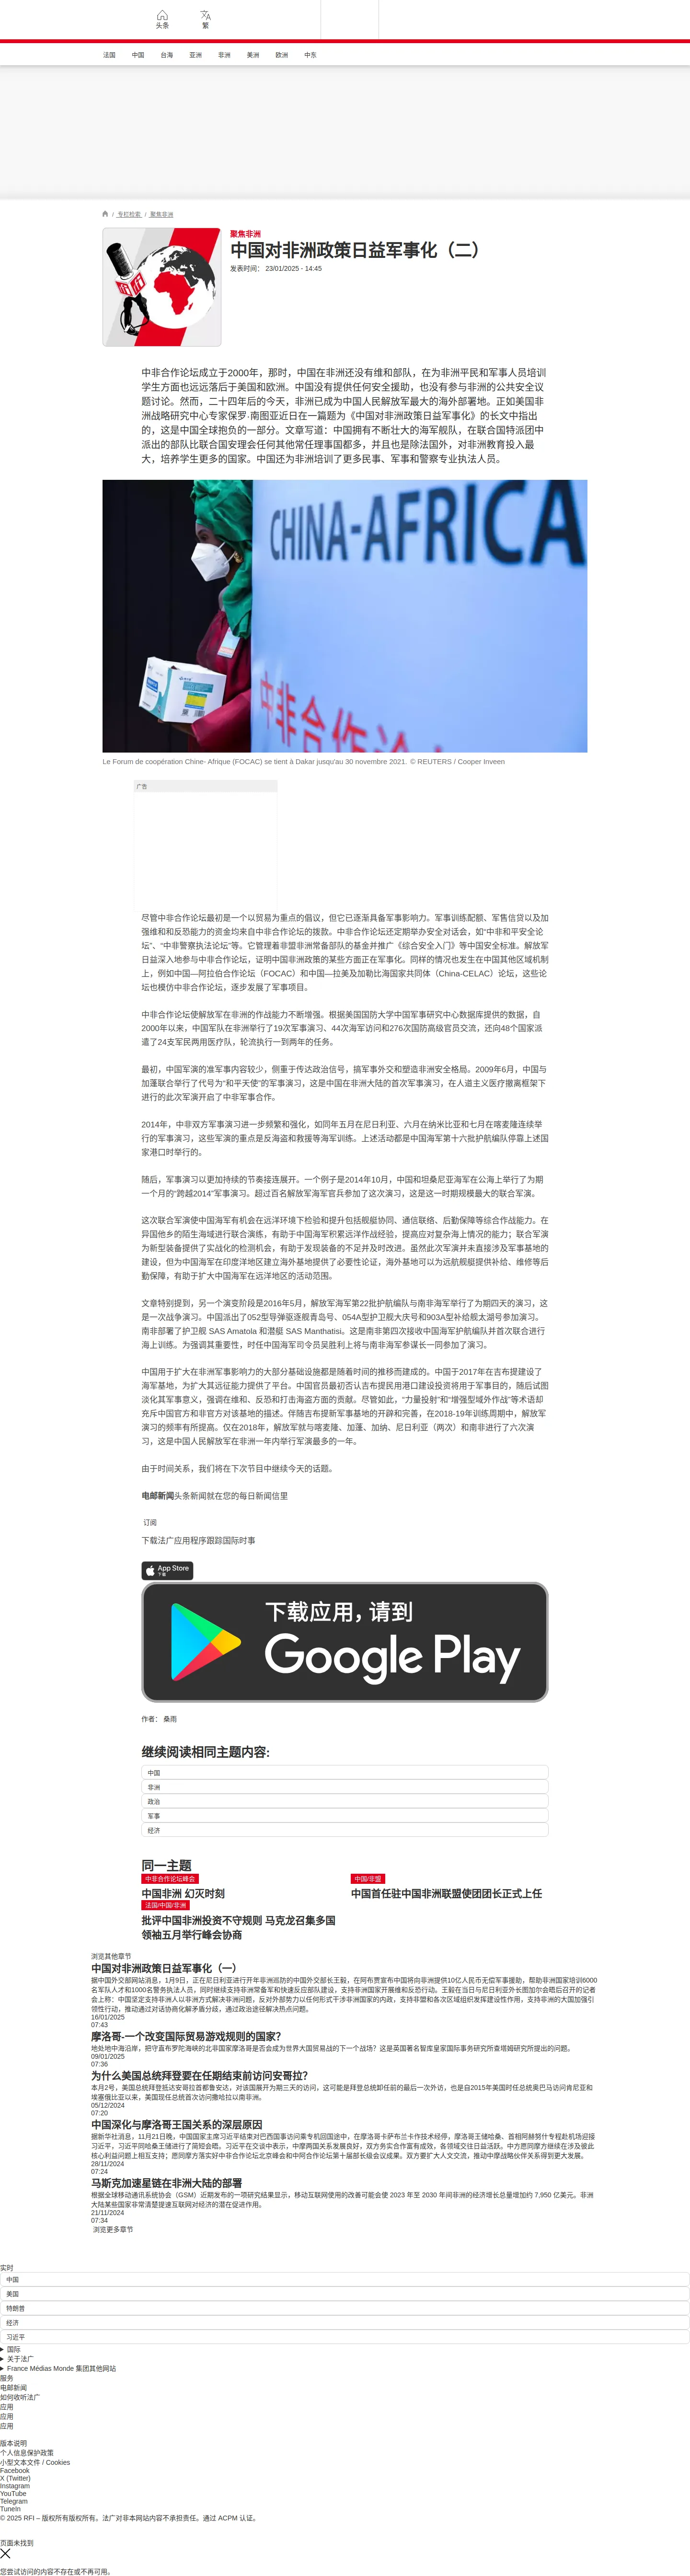 头条
繁
法国
中国
台海
亚洲
非洲
美洲
欧洲
中东
/ 专栏检索 / 聚焦非洲
RFI
聚焦非洲
中国对非洲政策日益军事化（二）
发表时间： 23/01/2025 - 14:45
中非合作论坛成立于2000年，那时，中国在非洲还没有维和部队，在为非洲平民和军事人员培训
学生方面也远远落后于美国和欧洲。中国没有提供任何安全援助，也没有参与非洲的公共安全议
题讨论。然而，二十四年后的今天，非洲已成为中国人民解放军最大的海外部署地。正如美国非
洲战略研究中心专家保罗·南图亚近日在一篇题为《中国对非洲政策日益军事化》的长文中指出
的，这是中国全球抱负的一部分。文章写道：中国拥有不断壮大的海军舰队，在联合国特派团中
派出的部队比联合国安理会任何其他常任理事国都多，并且也是除法国外，对非洲教育投入最
大，培养学生更多的国家。中国还为非洲培训了更多民事、军事和警察专业执法人员。
CHINA-AFRICA
中非合作论
Le Forum de coopération Chine- Afrique (FOCAC) se tient à Dakar jusqu'au 30 novembre 2021. © REUTERS / Cooper Inveen
广告
尽管中非合作论坛最初是一个以贸易为重点的倡议，但它已逐渐具备军事影响力。军事训练配额、军售信贷以及加
强维和和反恐能力的资金均来自中非合作论坛的拨款。中非合作论坛还定期举办安全对话会，如“中非和平安全论
坛”、“中非警察执法论坛”等。它管理着非盟非洲常备部队的基金并推广《综合安全入门》等中国安全标准。解放军
日益深入地参与中非合作论坛，证明中国非洲政策的某些方面正在军事化。同样的情况也发生在中国其他区域机制
上，例如中国—阿拉伯合作论坛（FOCAC）和中国—拉美及加勒比海国家共同体（China-CELAC）论坛，这些论
坛也模仿中非合作论坛，逐步发展了军事项目。
中非合作论坛使解放军在非洲的作战能力不断增强。根据美国国防大学中国军事研究中心数据库提供的数据，自
2000年以来，中国军队在非洲举行了19次军事演习、44次海军访问和276次国防高级官员交流，还向48个国家派
遣了24支军民两用医疗队，轮流执行一到两年的任务。
最初，中国军演的准军事内容较少，侧重于传达政治信号，搞军事外交和塑造非洲安全格局。2009年6月，中国与
加蓬联合举行了代号为“和平天使”的军事演习，这是中国在非洲大陆的首次军事演习，在人道主义医疗撤离框架下
进行的此次军演开启了中非军事合作。
2014年，中非双方军事演习进一步频繁和强化，如同年五月在尼日利亚、六月在纳米比亚和七月在喀麦隆连续举
行的军事演习，这些军演的重点是反海盗和救援等海军训练。上述活动都是中国海军第十六批护航编队停靠上述国
家港口时举行的。
随后，军事演习以更加持续的节奏接连展开。一个例子是2014年10月，中国和坦桑尼亚海军在公海上举行了为期
一个月的“跨越2014”军事演习。超过百名解放军海军官兵参加了这次演习，这是这一时期规模最大的联合军演。
这次联合军演使中国海军有机会在远洋环境下检验和提升包括舰艇协同、通信联络、后勤保障等综合作战能力。在
异国他乡的陌生海域进行联合演练，有助于中国海军积累远洋作战经验，提高应对复杂海上情况的能力；联合军演
为新型装备提供了实战化的检测机会，有助于发现装备的不足并及时改进。虽然此次军演并未直接涉及军事基地的
建设，但为中国海军在印度洋地区建立海外基地提供了必要性论证，海外基地可以为远航舰艇提供补给、维修等后
勤保障，有助于扩大中国海军在远洋地区的活动范围。
文章特别提到，另一个演变阶段是2016年5月，解放军海军第22批护航编队与南非海军举行了为期四天的演习，这
是一次战争演习。中国派出了052型导弹驱逐舰青岛号、054A型护卫舰大庆号和903A型补给舰太湖号参加演习。
南非部署了护卫舰 SAS Amatola 和潜艇 SAS Manthatisi。这是南非第四次接收中国海军护航编队并首次联合进行
海上训练。为强调其重要性，时任中国海军司令员吴胜利上将与南非海军参谋长一同参加了演习。
中国用于扩大在非洲军事影响力的大部分基础设施都是随着时间的推移而建成的。中国于2017年在吉布提建设了
海军基地，为扩大其远征能力提供了平台。中国官员最初否认吉布提民用港口建设投资将用于军事目的，随后试图
淡化其军事意义，强调在维和、反恐和打击海盗方面的贡献。尽管如此，“力量投射”和“增强型域外作战”等术语却
充斥中国官方和非官方对该基地的描述。伴随吉布提新军事基地的开辟和完善，在2018-19年训练周期中，解放军
演习的频率有所提高。仅在2018年，解放军就与喀麦隆、加蓬、加纳、尼日利亚（两次）和南非进行了六次演
习，这是中国人民解放军在非洲一年内举行军演最多的一年。
由于时间关系，我们将在下次节目中继续今天的话题。
电邮新闻头条新闻就在您的每日新闻信里
订阅
下载法广应用程序跟踪国际时事
App Store
下载
下载应用，请到
Google Play
作者： 桑雨
继续阅读相同主题内容:
中国
非洲
政治
军事
经济
同一主题
中非合作论坛峰会
中国非洲 幻灭时刻
中国/非盟
中国首任驻中国非洲联盟使团团长正式上任
法国/中国/非洲
批评中国非洲投资不守规则 马克龙召集多国
领袖五月举行峰会协商
浏览其他章节
中国对非洲政策日益军事化（一）
据中国外交部网站消息，1月9日，正在尼日利亚进行开年非洲巡防的中国外交部长王毅，在阿布贾宣布中国将向非洲提供10亿人民币无偿军事援助，帮助非洲国家培训6000
名军队人才和1000名警务执法人员，同时继续支持非洲常备军和快速反应部队建设，支持非洲国家开展维和反恐行动。王毅在当日与尼日利亚外长图加尔会晤后召开的记者
会上称：中国坚定支持非洲人以非洲方式解决非洲问题，反对外部势力以任何形式干涉非洲国家的内政，支持非盟和各次区域组织发挥建设性作用，支持非洲的大国加强引
领性行动，推动通过对话协商化解矛盾分歧，通过政治途径解决热点问题。
16/01/2025
07:43
摩洛哥-一个改变国际贸易游戏规则的国家？
地处地中海沿岸，把守直布罗陀海峡的北非国家摩洛哥是否会成为世界大国贸易战的下一个战场？这是英国著名智库皇家国际事务研究所查塔姆研究所提出的问题。
09/01/2025
07:36
为什么美国总统拜登要在任期结束前访问安哥拉？
本月2号，美国总统拜登抵达安哥拉首都鲁安达，对该国展开为期三天的访问，这可能是拜登总统卸任前的最后一次外访，也是自2015年美国时任总统奥巴马访问肯尼亚和
埃塞俄比亚以来，美国现任总统首次访问撒哈拉以南非洲。
05/12/2024
07:20
中国深化与摩洛哥王国关系的深层原因
据新华社消息，11月21日晚，中国国家主席习近平结束对巴西国事访问乘专机回国途中，在摩洛哥卡萨布兰卡作技术经停，摩洛哥王储哈桑、首相阿赫努什专程赴机场迎接
习近平，习近平同哈桑王储进行了简短会晤。习近平在交谈中表示，中摩两国关系发展良好，双方务实合作富有成效，各领域交往日益活跃。中方愿同摩方继续在涉及彼此
核心利益问题上相互支持；愿同摩方落实好中非合作论坛北京峰会和中阿合作论坛第十届部长级会议成果。双方要扩大人文交流，推动中摩战略伙伴关系得到更大发展。
28/11/2024
07:24
马斯克加速星链在非洲大陆的部署
根据全球移动通讯系统协会（GSM）近期发布的一项研究结果显示，移动互联网使用的改善可能会使 2023 年至 2030 年间非洲的经济增长总量增加约 7,950 亿美元。非洲
大陆某些国家非常清楚提速互联网对经济的潜在促进作用。
21/11/2024
07:34
浏览更多章节
实时
中国
美国
特朗普
经济
习近平
国际
关于法广
France Médias Monde 集团其他网站
服务
电邮新闻
如何收听法广
应用
应用
应用
版本说明
个人信息保护政策
小型文本文件 / Cookies
Facebook
X (Twitter)
Instagram
YouTube
Telegram
TuneIn
© 2025 RFI – 版权所有版权所有。法广对非本网站内容不承担责任。通过 ACPM 认证。
页面未找到
您尝试访问的内容不存在或不再可用。